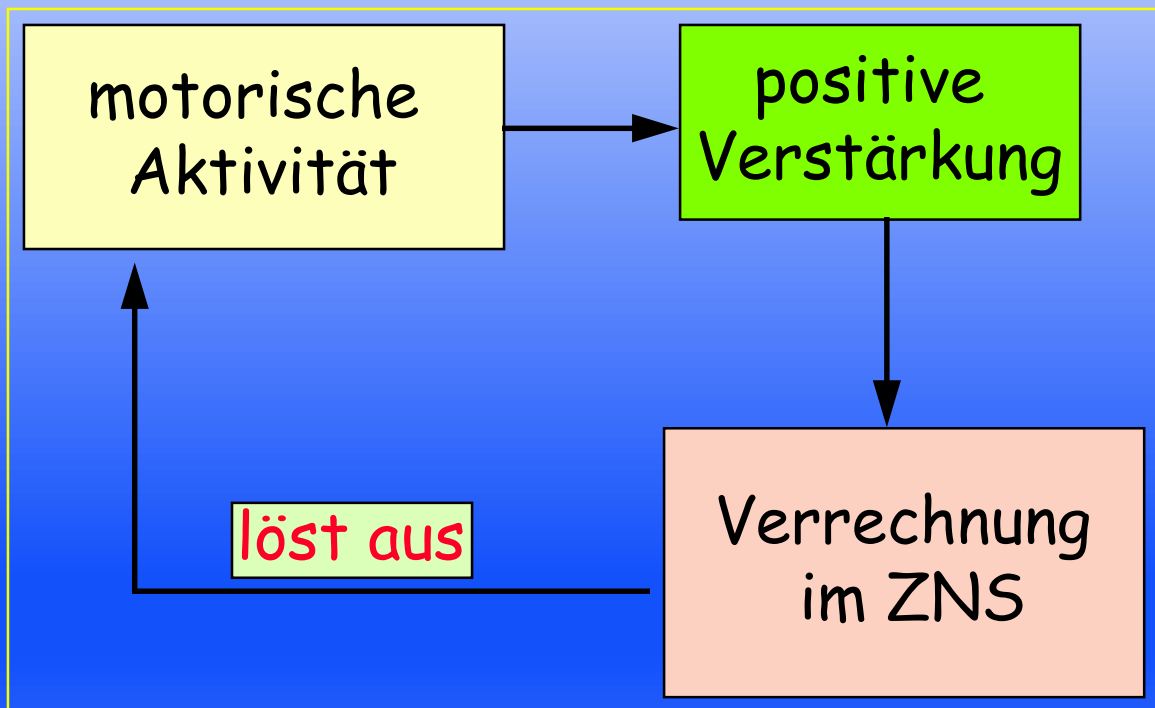 motorische
Aktivität
positive
Verstärkung
löst aus
Verrechnung
im ZNS